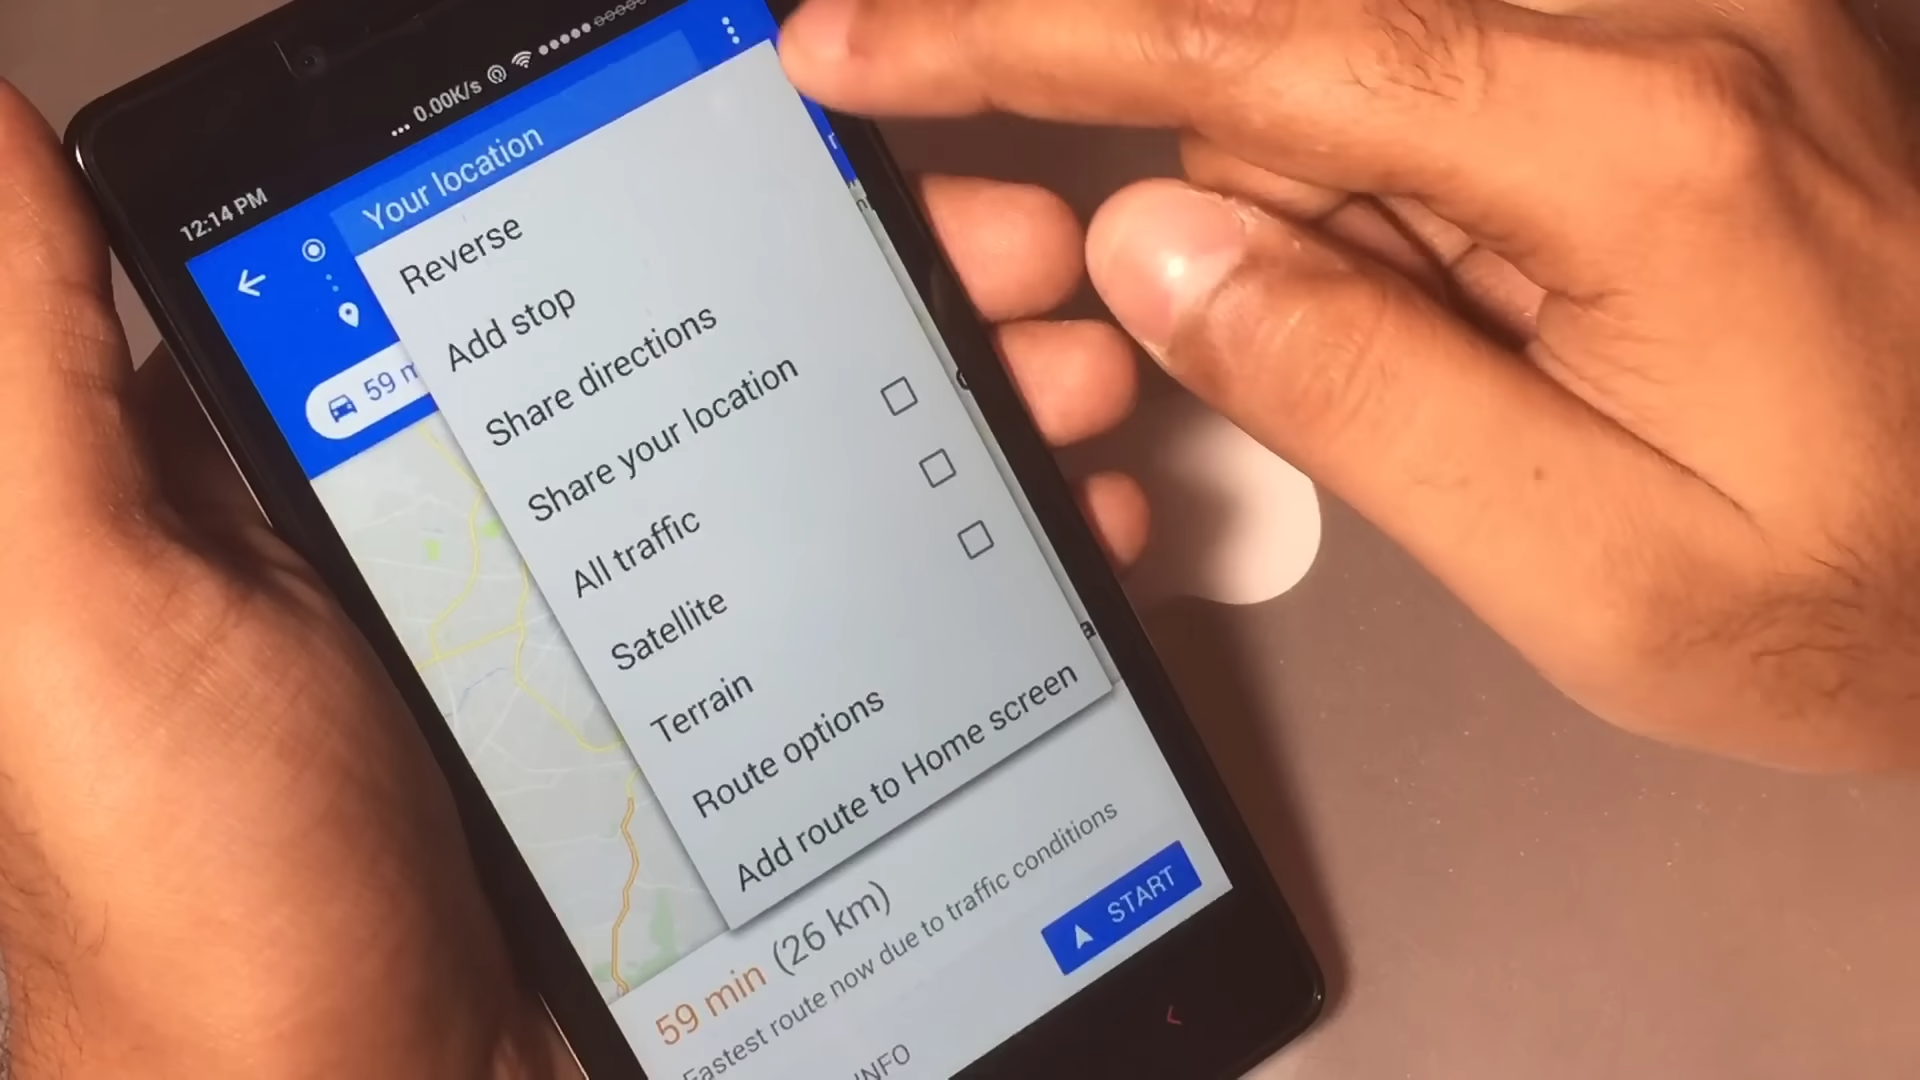 ... 0.00K/s
12:14 PM
Your location
59 m
Reverse
Add stop
Share directions
Share your location
All traffic
Satellite
Terrain
Route options
Add route to Home screen
59 min (26 km)
Fastest route now due to traffic conditions
START
INFO